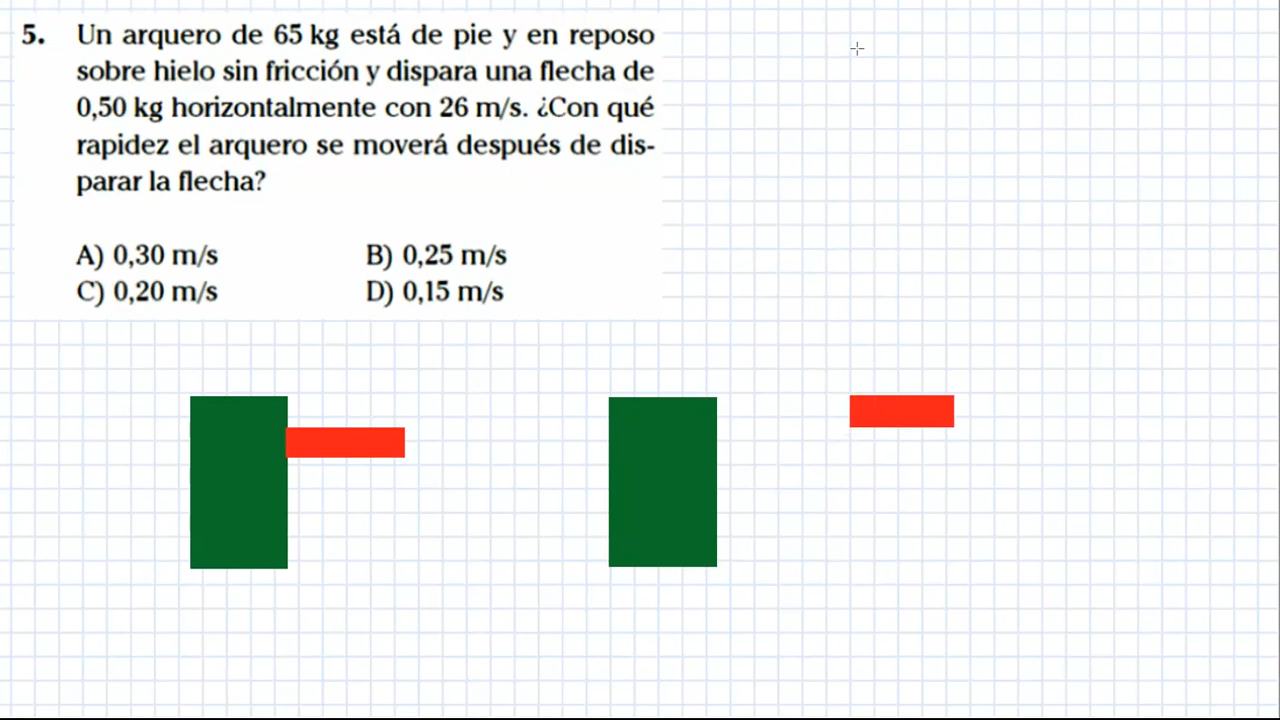 5. Un arquero de 65 kg está de pie y en reposo
sobre hielo sin fricción y dispara una flecha de
0,50 kg horizontalmente con 26 m/s. ¿Con qué
rapidez el arquero se moverá después de dis-
parar la flecha?
A) 0,30 m/s B) 0,25 m/s
C) 0,20 m/s D) 0,15 m/s